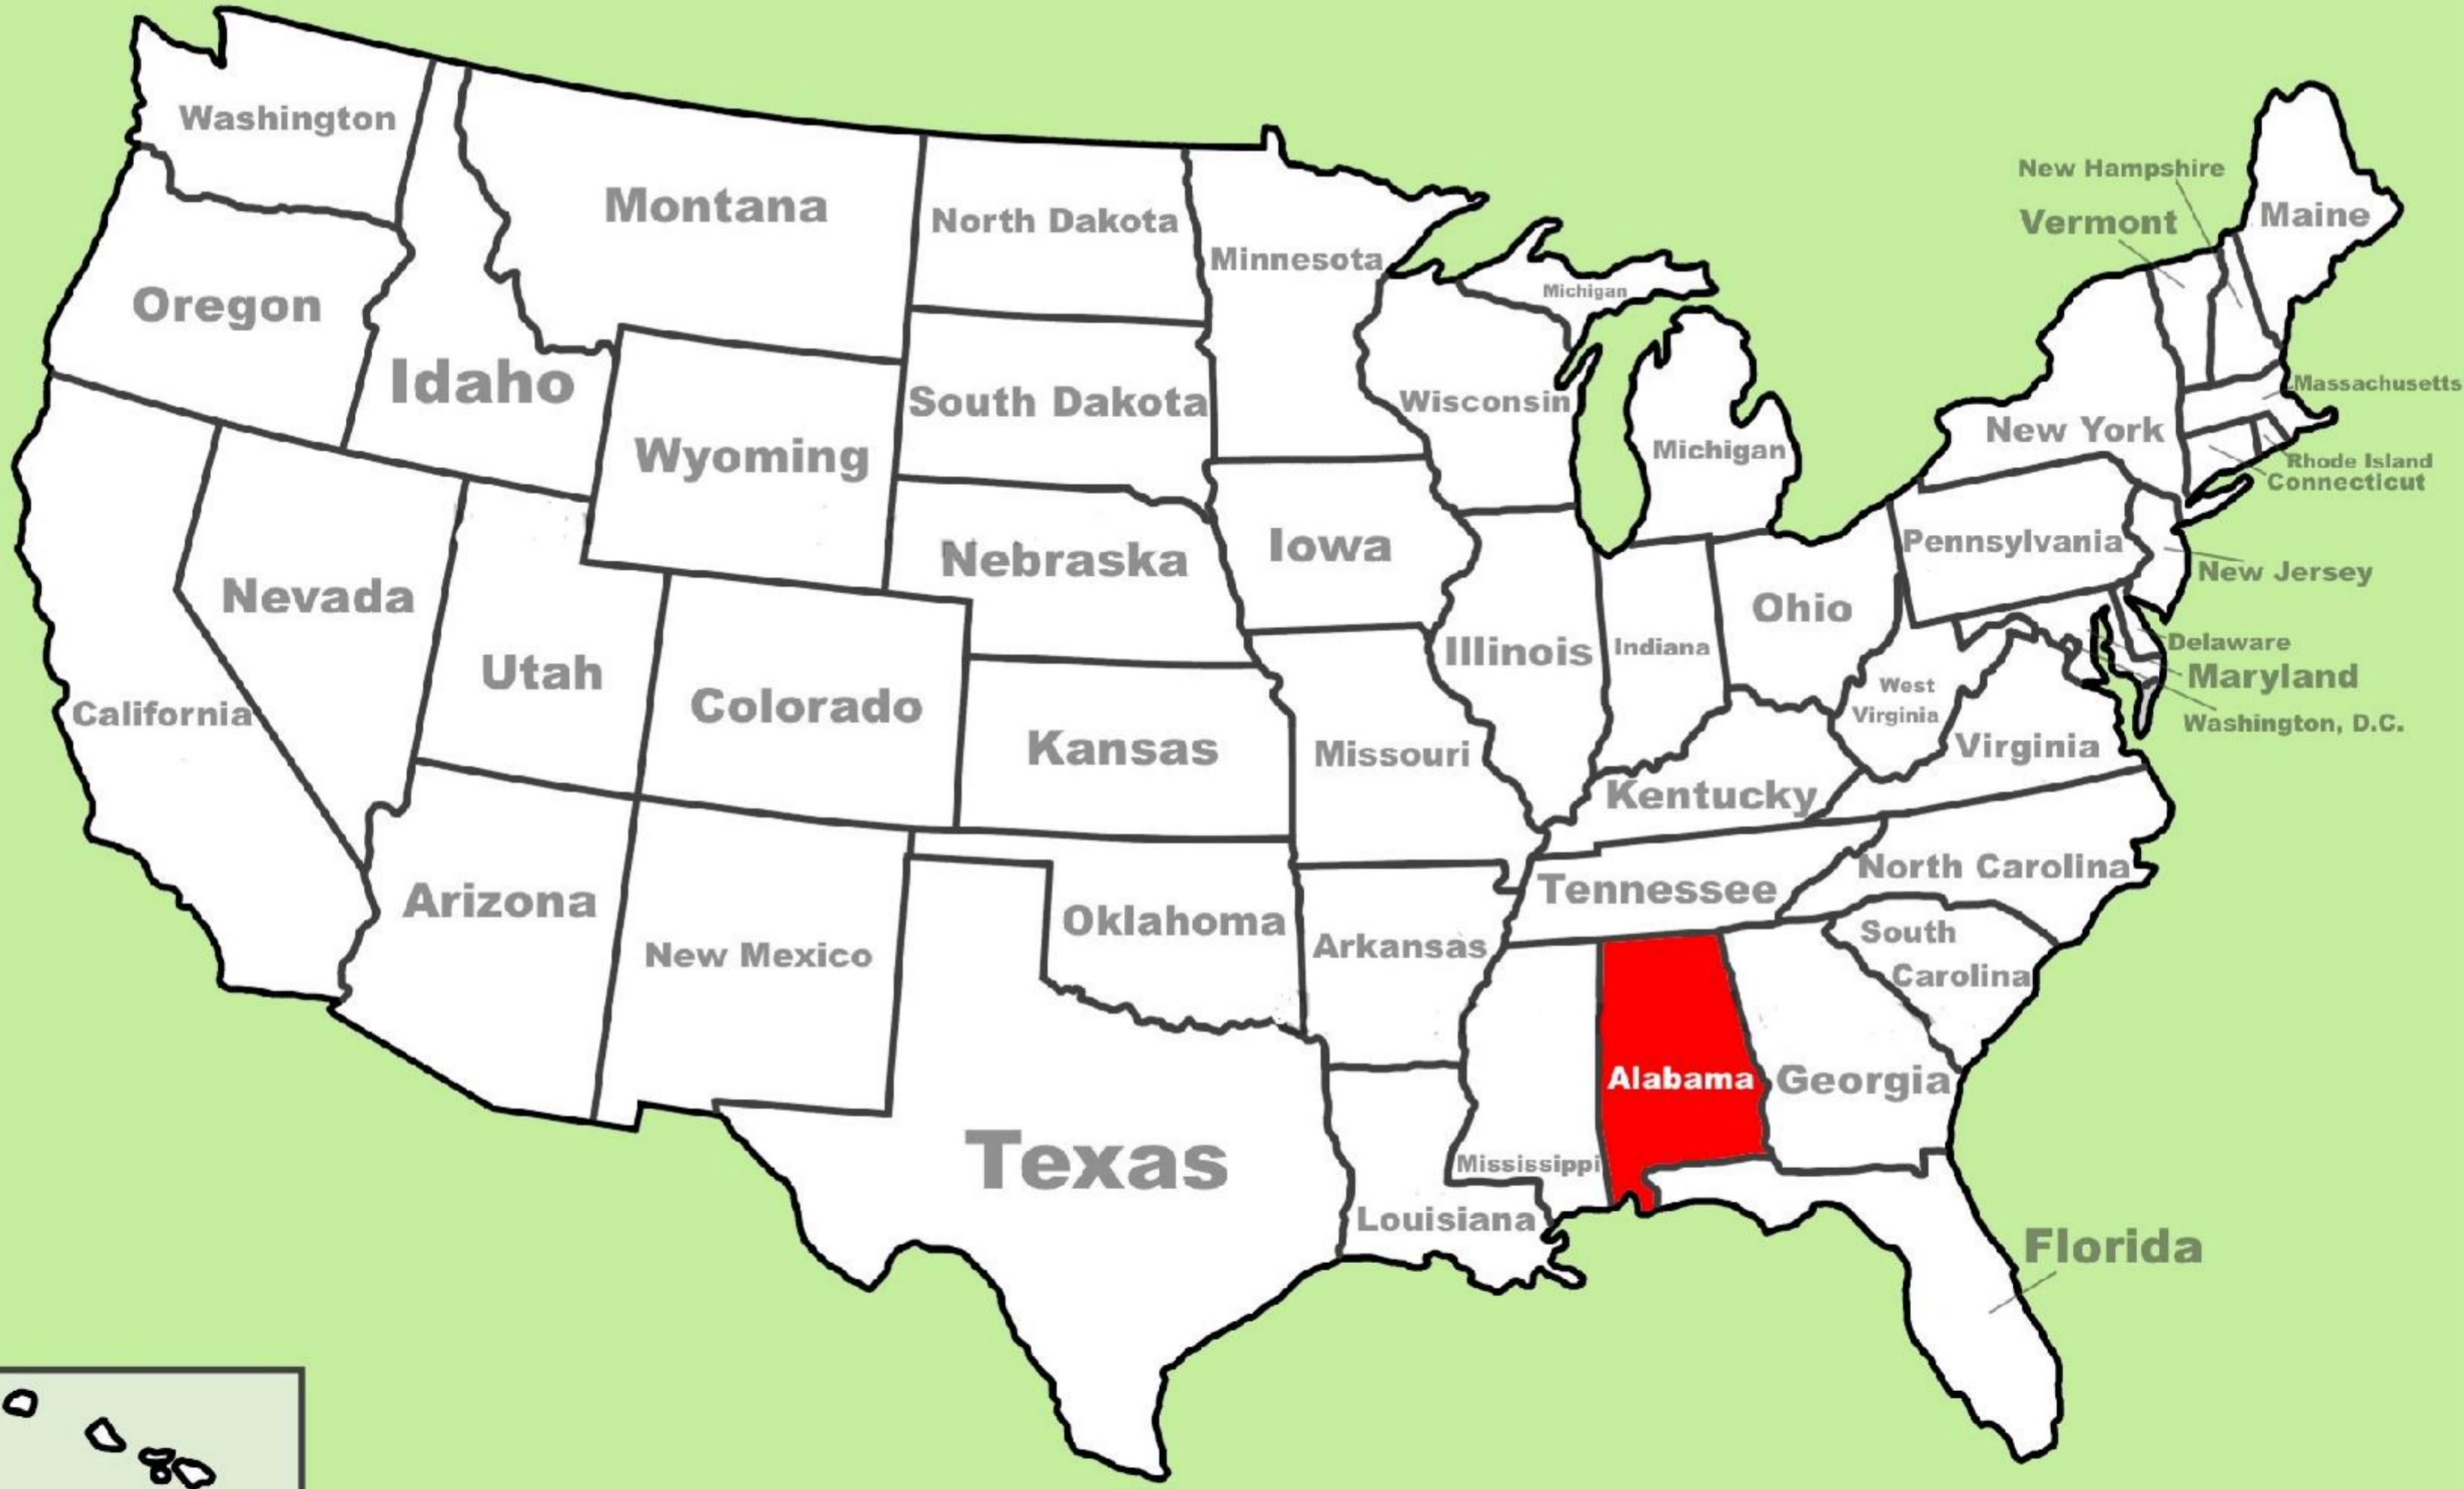 Washington
Montana
North Dakota
Minnesota
New Hampshire
Vermont
Maine
Oregon
Idaho
Michigan
Wyoming
South Dakota
Wisconsin
Michigan
Massachusetts
New York
Rhode Island
Connecticut
Nevada
Nebraska
Iowa
Pennsylvania
New Jersey
Utah
Colorado
Illinois
Indiana
Ohio
Delaware
Maryland
Washington, D.C.
California
Kansas
Missouri
West
Virginia
Virginia
Kentucky
Arizona
New Mexico
Oklahoma
Arkansas
Tennessee
North Carolina
South
Carolina
Alabama
Georgia
Texas
Mississippi
Louisiana
Florida